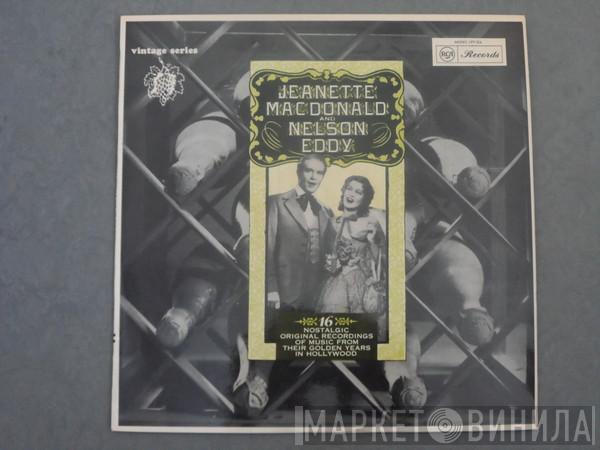 vintage series
RCA
Records
JEANETTE
MACDONALD
AND
NELSON
EDDY
16
NOSTALGIC
ORIGINAL RECORDINGS
OF MUSIC FROM
THEIR GOLDEN YEARS
IN HOLLYWOOD
МАРКЕТ ВИНИЛА